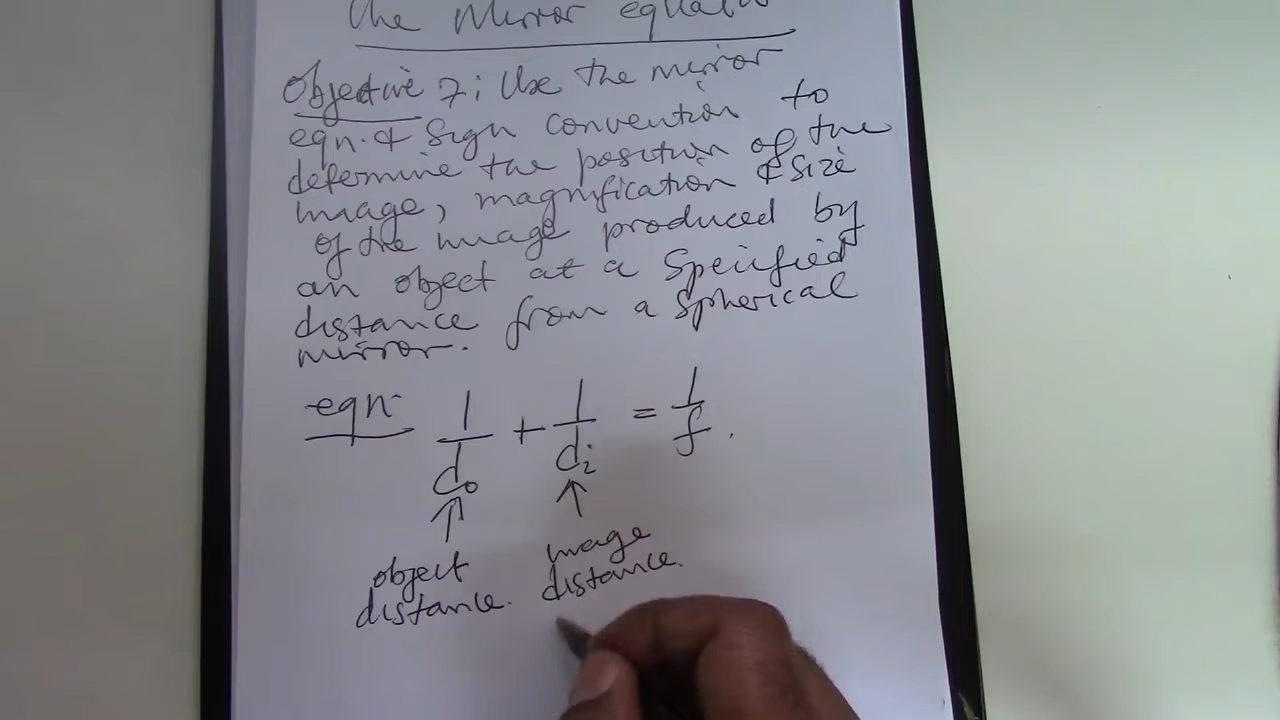 The Mirror equatio
Objective 7: Use the mirror
eqn. & sign convention to
determine the position of the
image, magnification & size
of the image produced by
an object at a specified
distance from a spherical
mirror.
eqn. 1/do + 1/di = 1/f.
object distance. image distance.